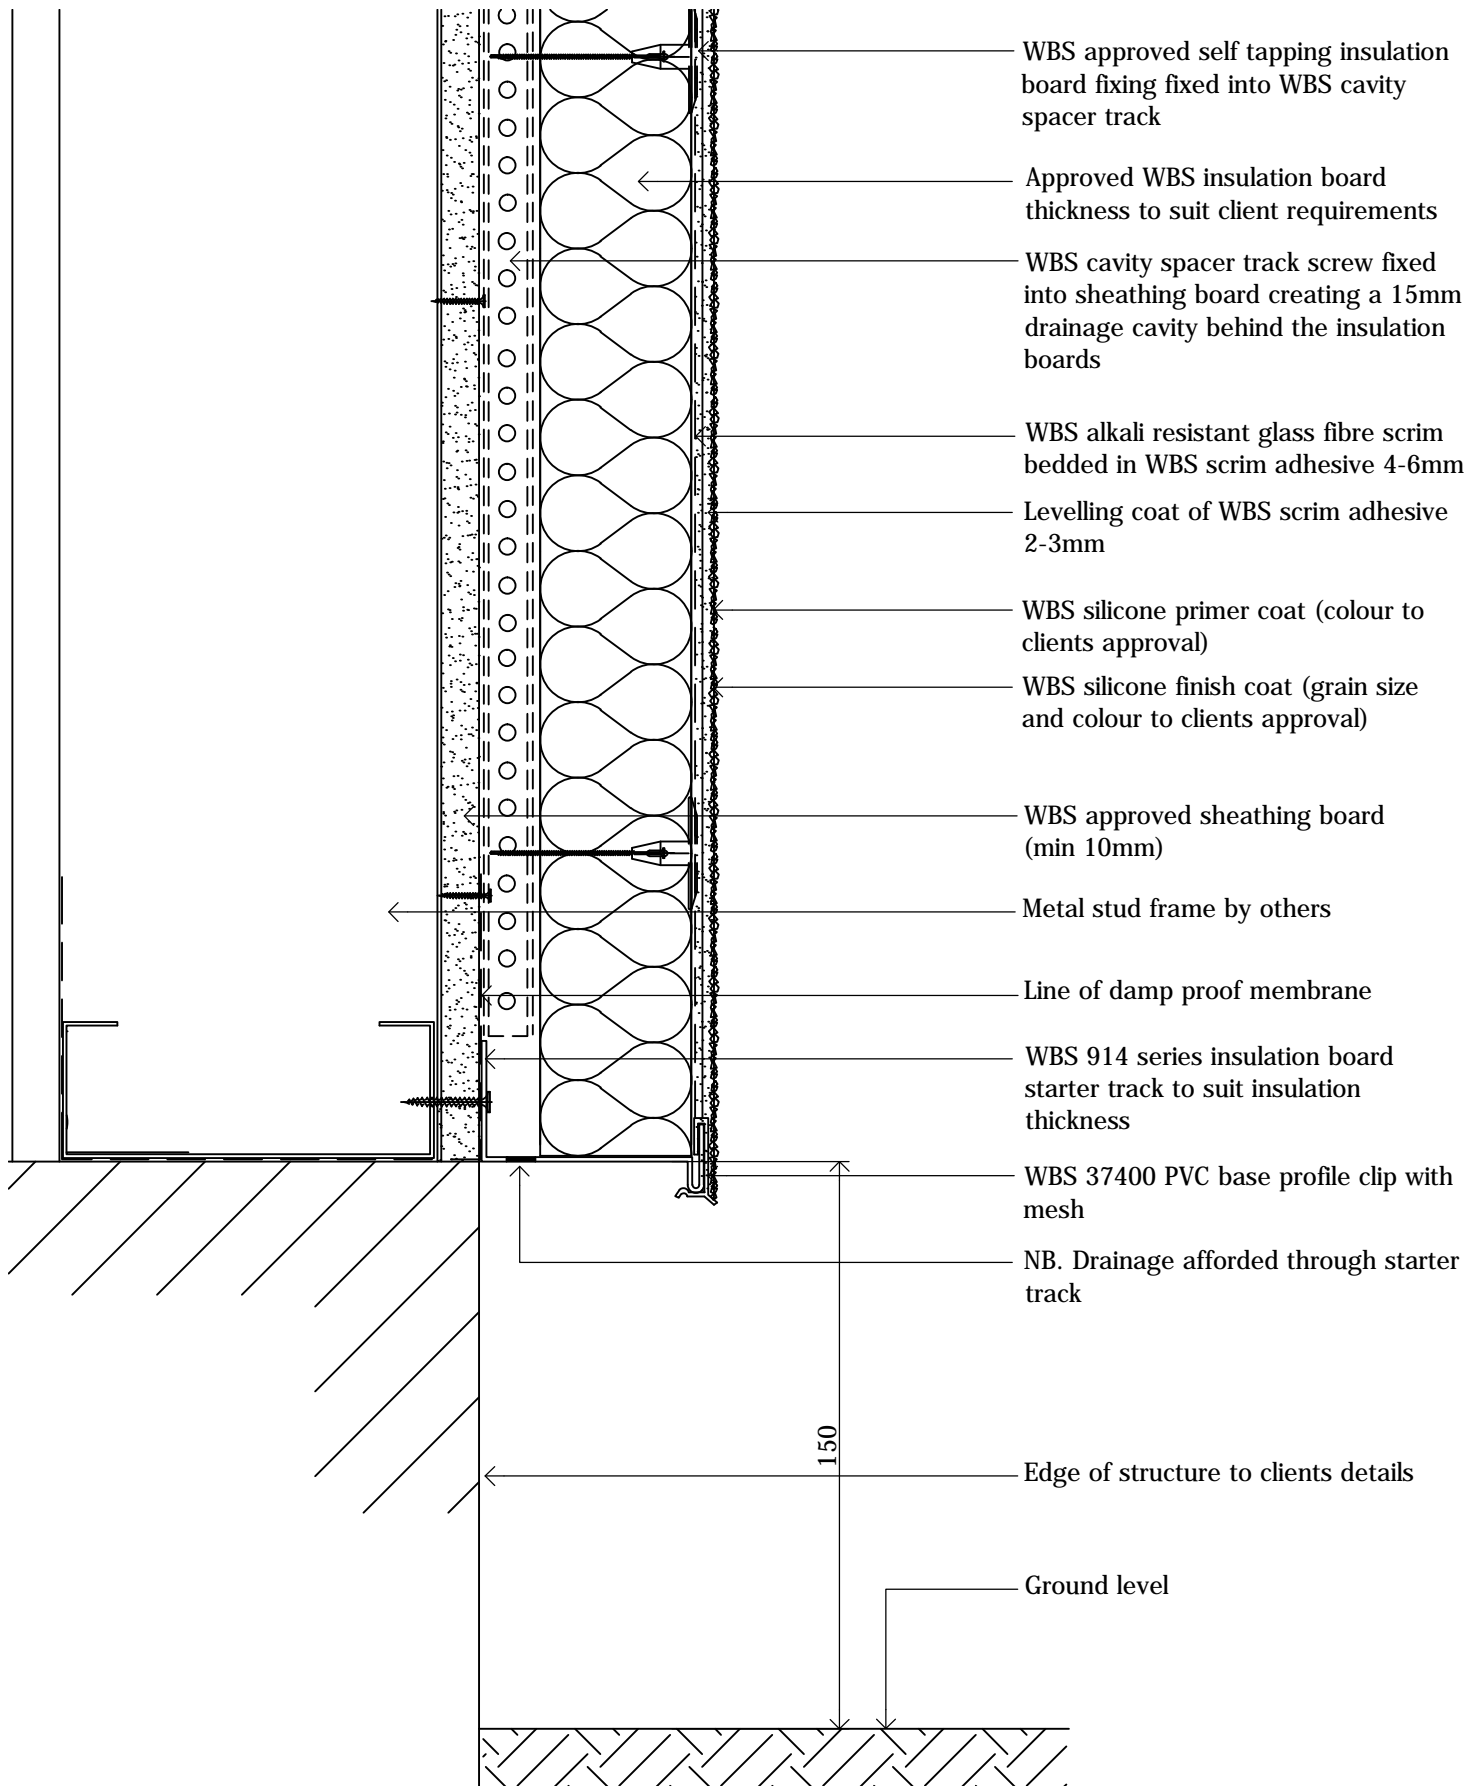 WBS approved self tapping insulation
board fixing fixed into WBS cavity
spacer track
Approved WBS insulation board
thickness to suit client requirements
WBS cavity spacer track screw fixed
into sheathing board creating a 15mm
drainage cavity behind the insulation
boards
WBS alkali resistant glass fibre scrim
bedded in WBS scrim adhesive 4-6mm
Levelling coat of WBS scrim adhesive
2-3mm
WBS silicone primer coat (colour to
clients approval)
WBS silicone finish coat (grain size
and colour to clients approval)
WBS approved sheathing board
(min 10mm)
Metal stud frame by others
Line of damp proof membrane
WBS 914 series insulation board
starter track to suit insulation
thickness
WBS 37400 PVC base profile clip with
mesh
NB. Drainage afforded through starter
track
150
Edge of structure to clients details
Ground level